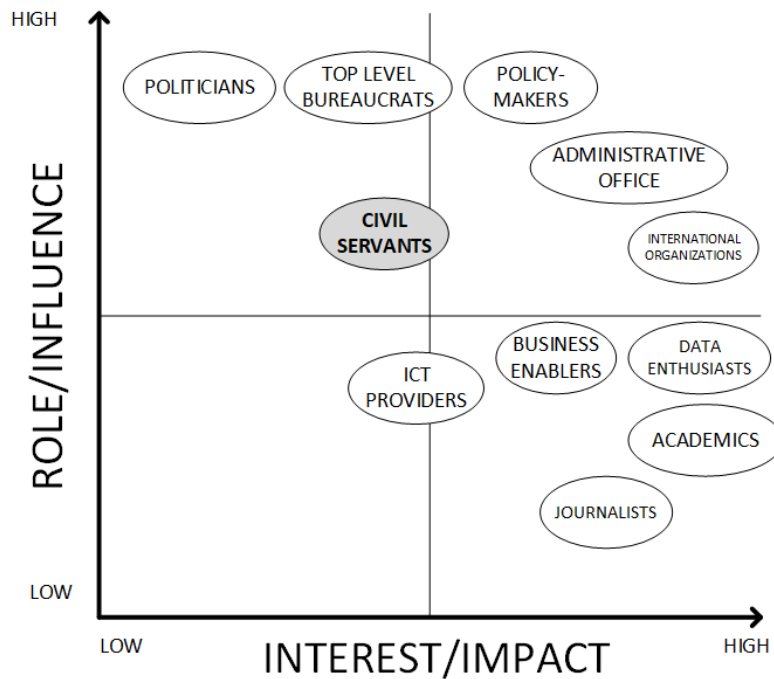 HIGH
POLITICIANS
TOP LEVEL
BUREAUCRATS
POLICY-
MAKERS
ADMINISTRATIVE
OFFICE
CIVIL
SERVANTS
INTERNATIONAL
ORGANIZATIONS
ROLE/INFLUENCE
BUSINESS
ENABLERS
DATA
ENTHUSIASTS
ICT
PROVIDERS
ACADEMICS
JOURNALISTS
LOW
LOW
INTEREST/IMPACT
HIGH